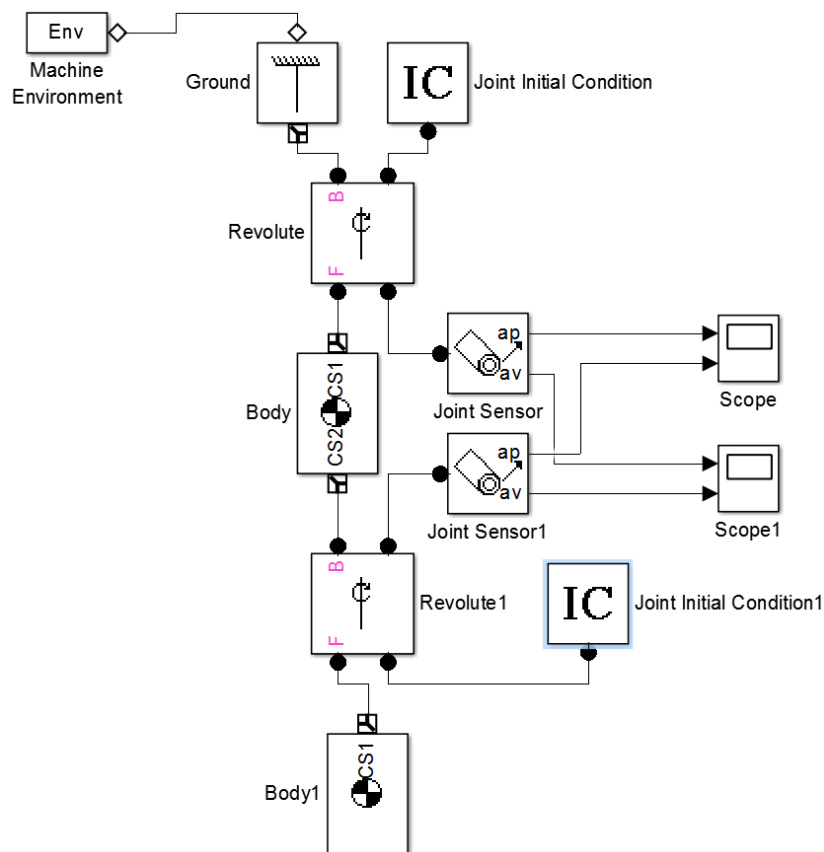 Env
Machine
Environment
Ground
IC
Joint Initial Condition
B
Revolute
F
ap
av
Joint Sensor
Scope
CS1
Body
CS2
ap
av
Joint Sensor1
Scope1
B
Revolute1
F
IC
Joint Initial Condition1
CS1
Body1